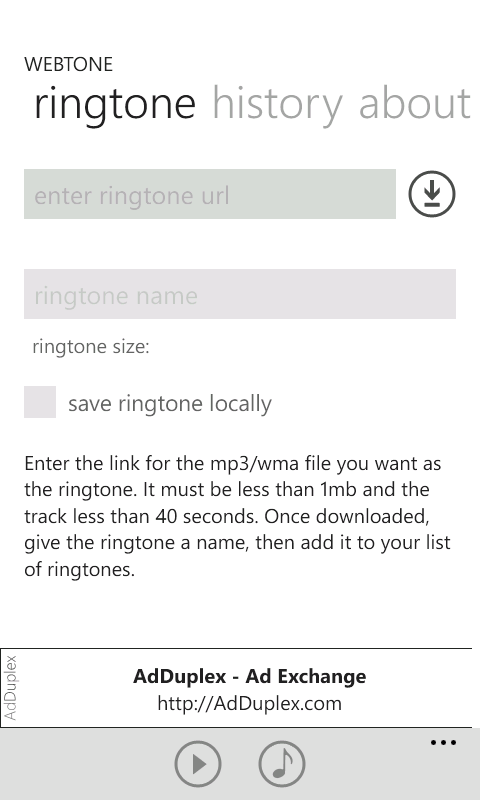 WEBTONE
ringtone history about
enter ringtone url
ringtone name
ringtone size:
save ringtone locally
Enter the link for the mp3/wma file you want as
the ringtone. It must be less than 1mb and the
track less than 40 seconds. Once downloaded,
give the ringtone a name, then add it to your list
of ringtones.
AdDuplex
AdDuplex - Ad Exchange
http://AdDuplex.com